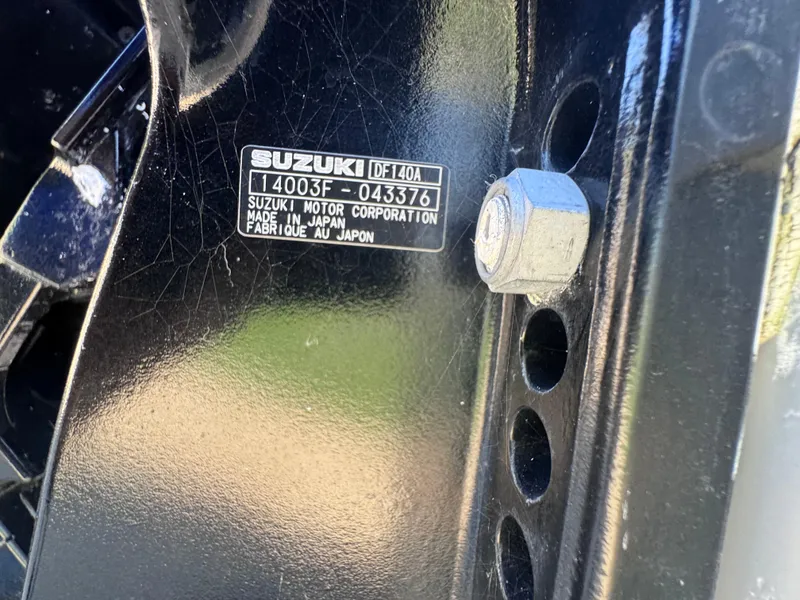 SUZUKI DF140A
14003F-043376
SUZUKI MOTOR CORPORATION
MADE IN JAPAN
FABRIQUE AU JAPON